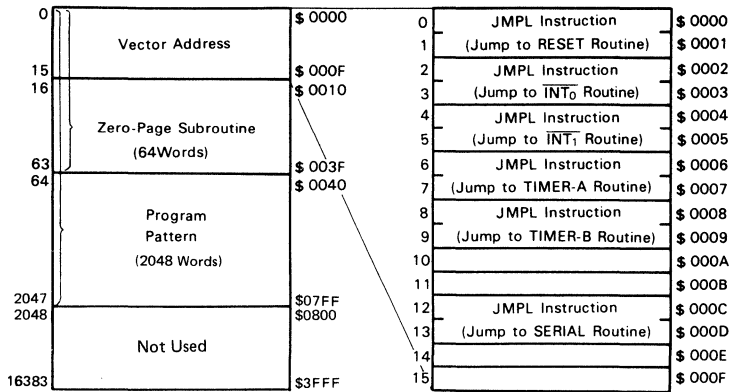 0
$ 0000
Vector Address
15
$ 000F
16
$ 0010
Zero-Page Subroutine
(64Words)
63
$ 003F
64
$ 0040
Program
Pattern
(2048 Words)
2047
$07FF
2048
$0800
Not Used
16383
$3FFF
0 JMPL Instruction $ 0000
1 (Jump to RESET Routine) $ 0001
2 JMPL Instruction $ 0002
3 (Jump to INT0 Routine) $ 0003
4 JMPL Instruction $ 0004
5 (Jump to INT1 Routine) $ 0005
6 JMPL Instruction $ 0006
7 (Jump to TIMER-A Routine) $ 0007
8 JMPL Instruction $ 0008
9 (Jump to TIMER-B Routine) $ 0009
10 $ 000A
11 $ 000B
12 JMPL Instruction $ 000C
13 (Jump to SERIAL Routine) $ 000D
14 $ 000E
15 $ 000F